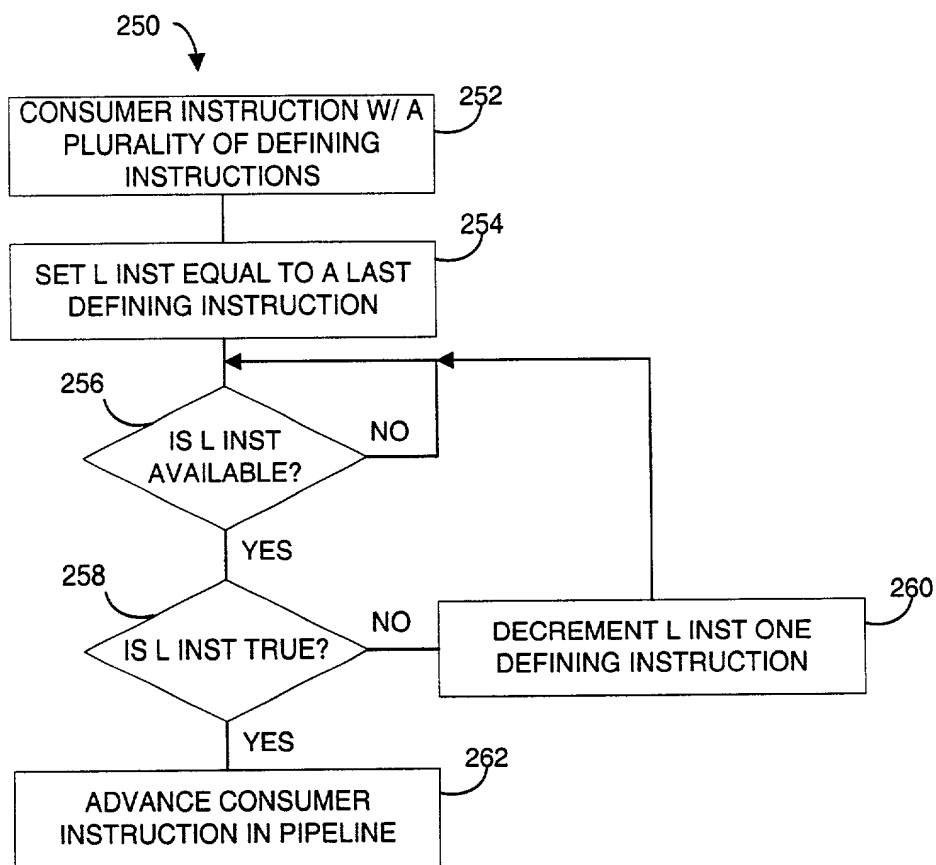 250
252
CONSUMER INSTRUCTION W/ A
PLURALITY OF DEFINING
INSTRUCTIONS
254
SET L INST EQUAL TO A LAST
DEFINING INSTRUCTION
256
IS L INST
AVAILABLE?
NO
YES
258
IS L INST TRUE?
NO
260
DECREMENT L INST ONE
DEFINING INSTRUCTION
YES
262
ADVANCE CONSUMER
INSTRUCTION IN PIPELINE